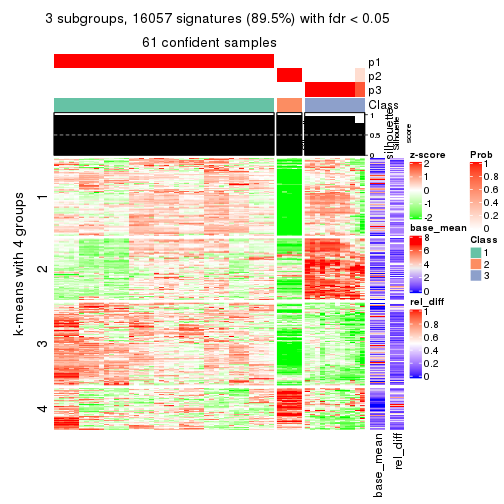 3 subgroups, 16057 signatures (89.5%) with fdr < 0.05
61 confident samples
p1
p2
p3
Class
1
0.5
0
silhouette
Silhouette
score
k-means with 4 groups
1
2
3
4
base_mean
rel_diff
z-score
2
1
0
-1
-2
base_mean
8
6
4
2
0
rel_diff
1
0.8
0.6
0.4
0.2
0
Prob
1
0.8
0.6
0.4
0.2
0
Class
1
2
3